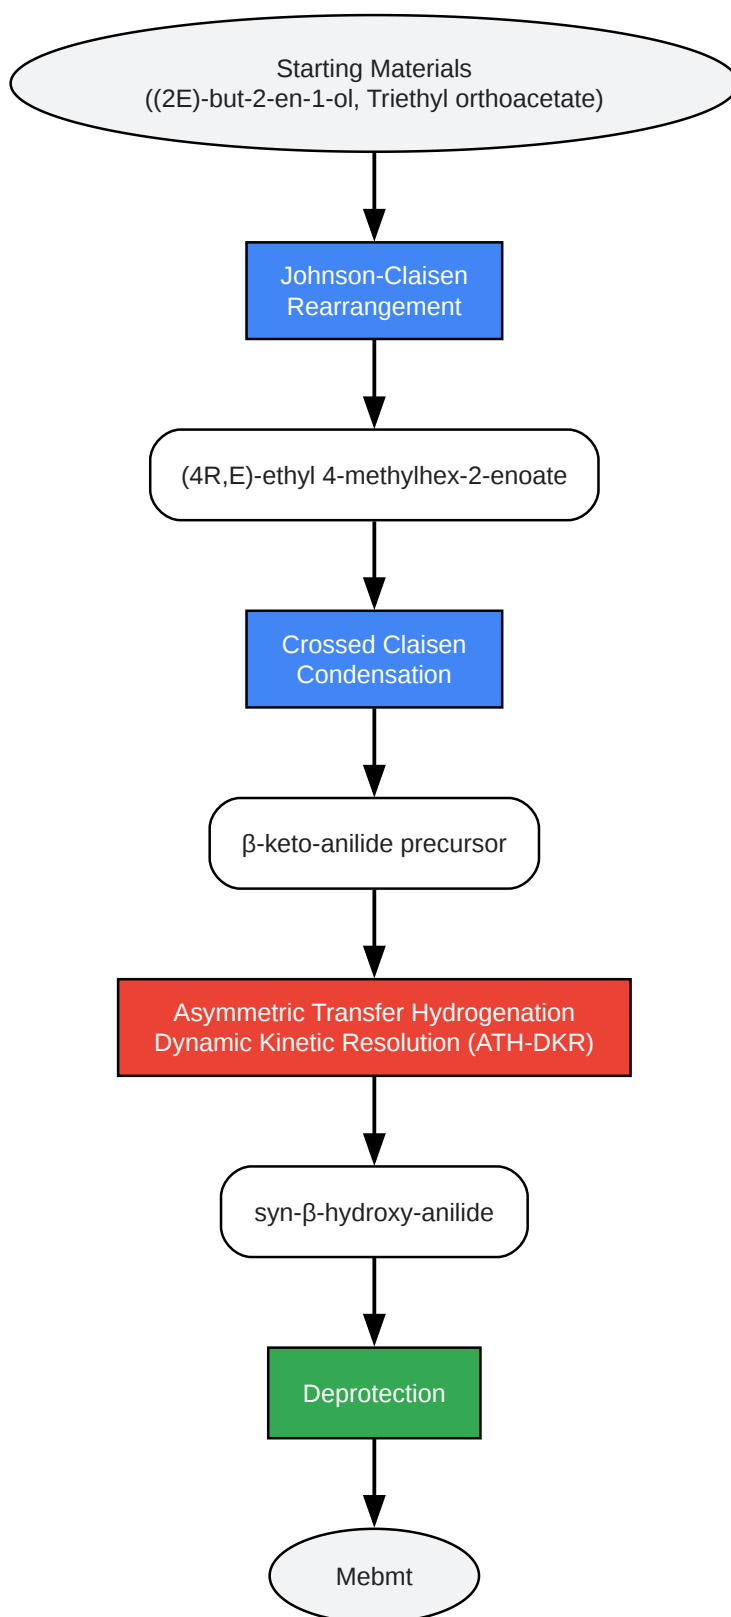 Starting Materials
((2E)-but-2-en-1-ol, Triethyl orthoacetate)
Johnson-Claisen
Rearrangement
(4R,E)-ethyl 4-methylhex-2-enoate
Crossed Claisen
Condensation
β-keto-anilide precursor
Asymmetric Transfer Hydrogenation
Dynamic Kinetic Resolution (ATH-DKR)
syn-β-hydroxy-anilide
Deprotection
Mebmt